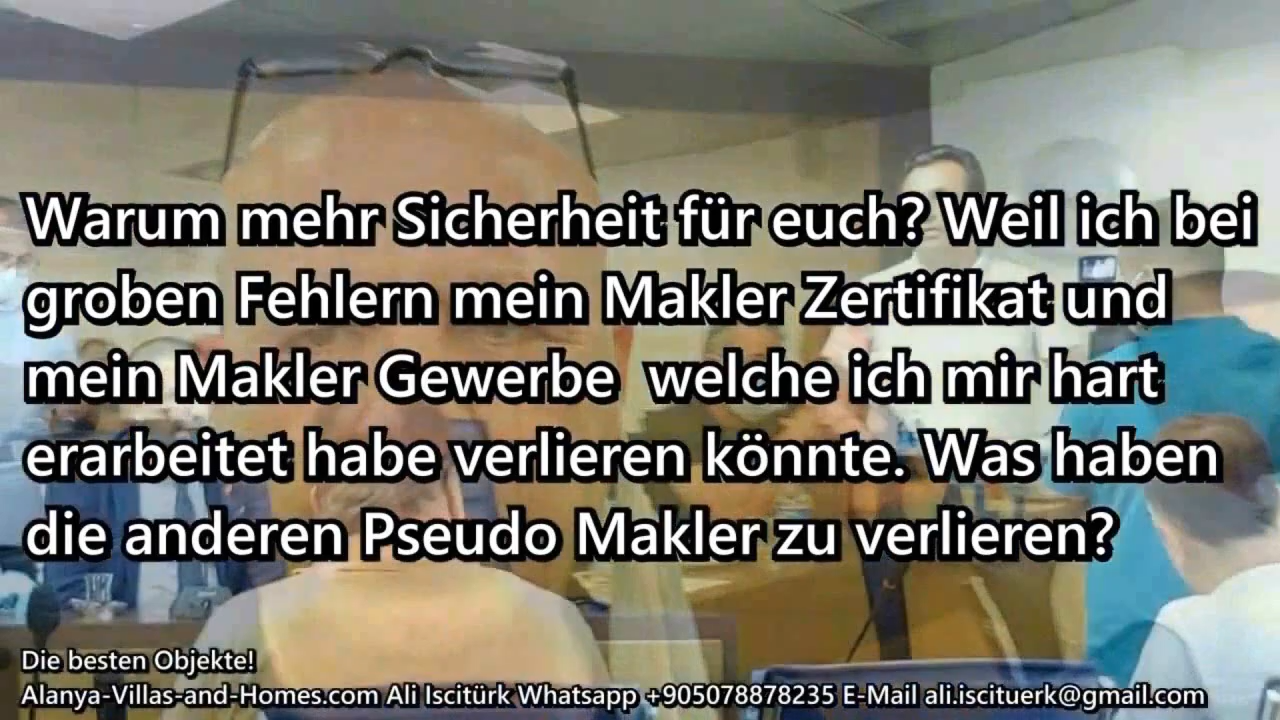 Warum mehr Sicherheit für euch? Weil ich bei
groben Fehlern mein Makler Zertifikat und
mein Makler Gewerbe welche ich mir hart
erarbeitet habe verlieren könnte. Was haben
die anderen Pseudo Makler zu verlieren?
Die besten Objekte!
Alanya-Villas-and-Homes.com Ali Iscitürk Whatsapp +905078878235 E-Mail ali.iscituerk@gmail.com